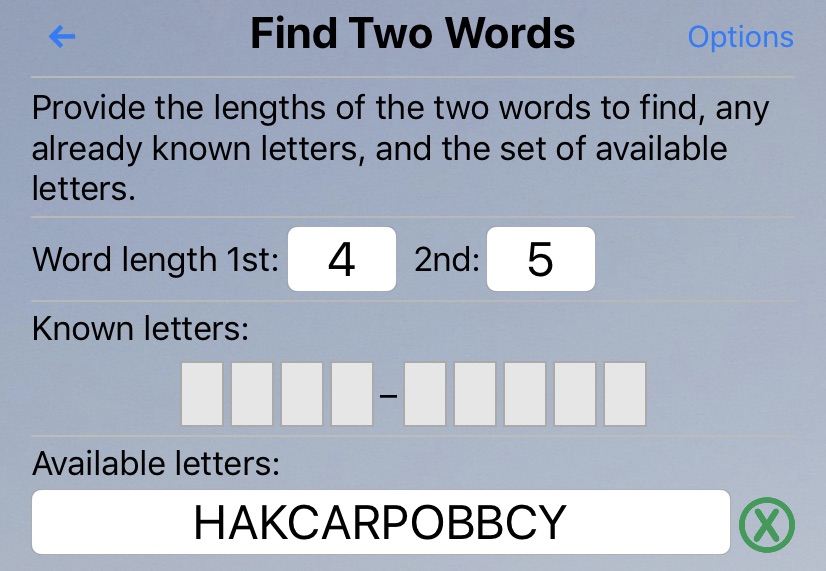 ← Find Two Words Options
Provide the lengths of the two words to find, any
already known letters, and the set of available
letters.
Word length 1st: 4 2nd: 5
Known letters:
–
Available letters:
HAKCARPOBBCY X